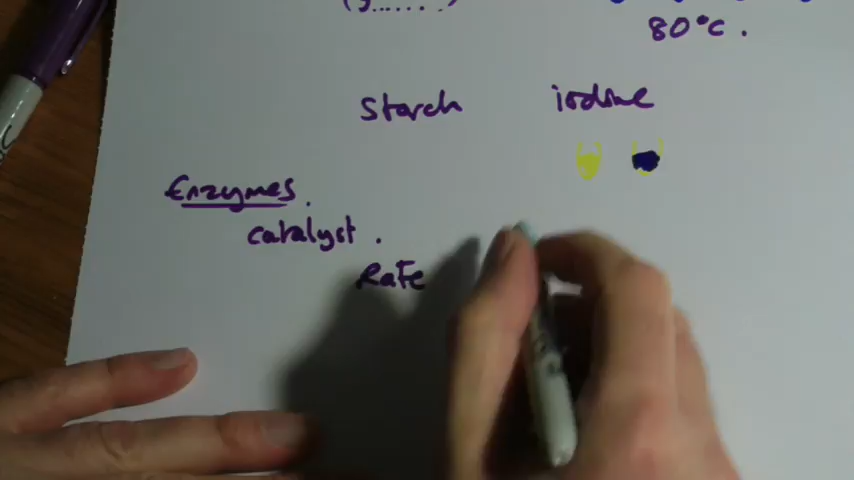 80°C.
Starch iodine
Enzymes.
catalyst.
Rate